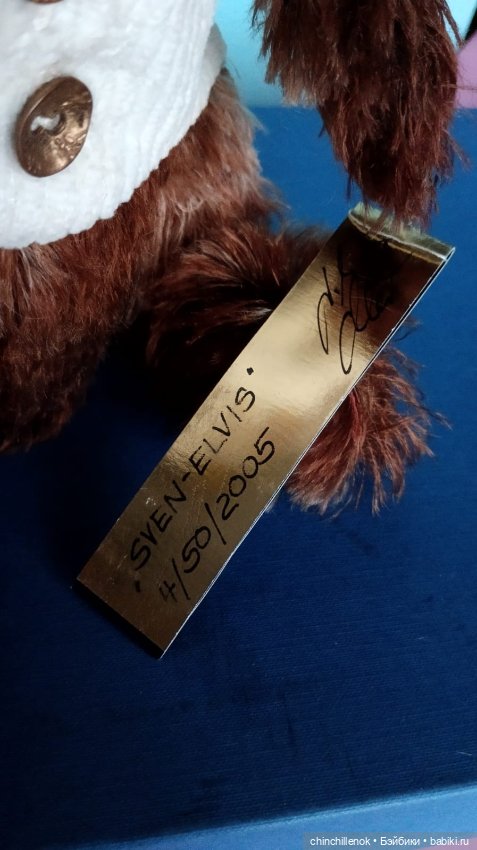 "SVEN-ELVIS"
4/50/2005
chinchillenok • Бэйбики • babiki.ru